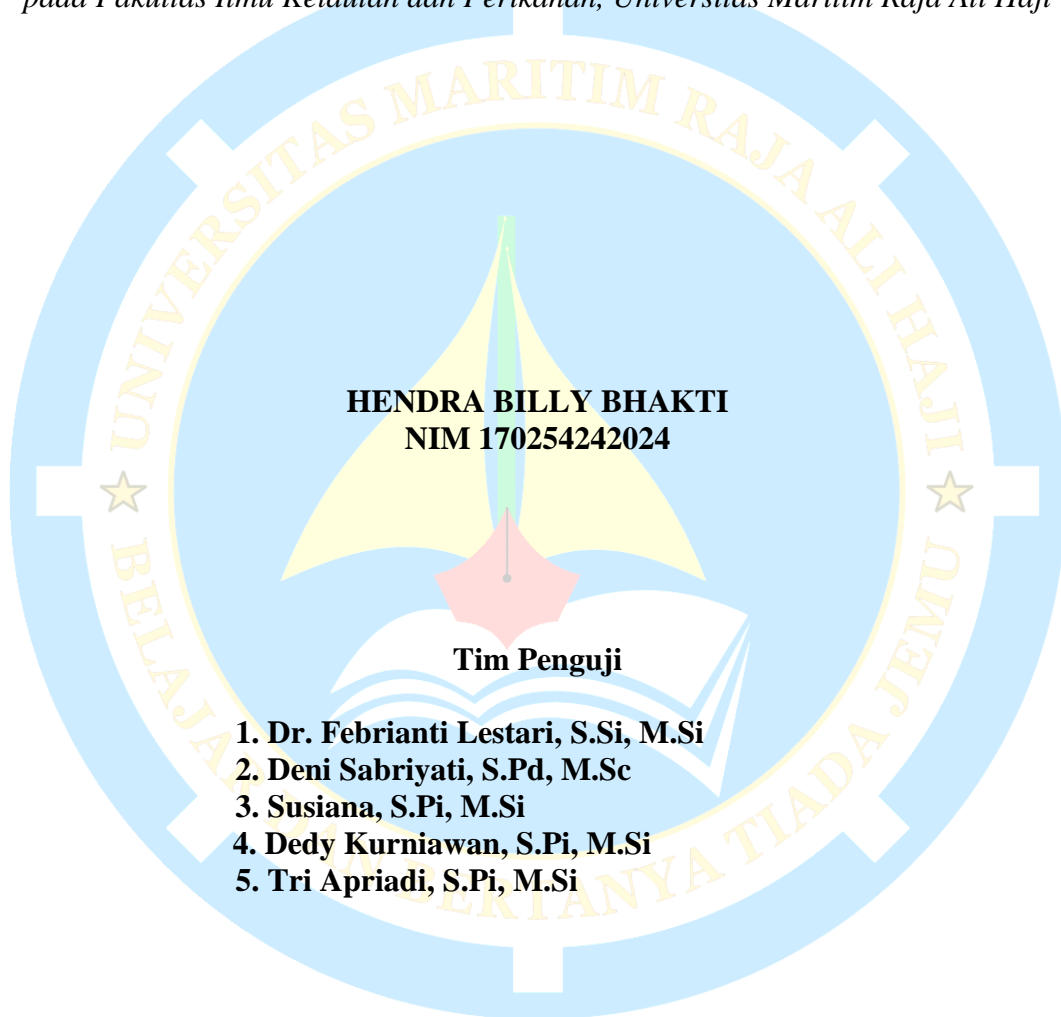 pada Fakultas Ilmu Kelautan dan Perikanan, Universitas Maritim Raja Ali Haji
UNIVERSITAS MARITIM RAJA ALI HAJI
HENDRA BILLY BHAKTI
NIM 170254242024
Tim Penguji
1. Dr. Febrianti Lestari, S.Si, M.Si
2. Deni Sabriyati, S.Pd, M.Sc
3. Susiana, S.Pi, M.Si
4. Dedy Kurniawan, S.Pi, M.Si
5. Tri Apriadi, S.Pi, M.Si
BELAJAR DAN BERTANYA TIADA JEMU